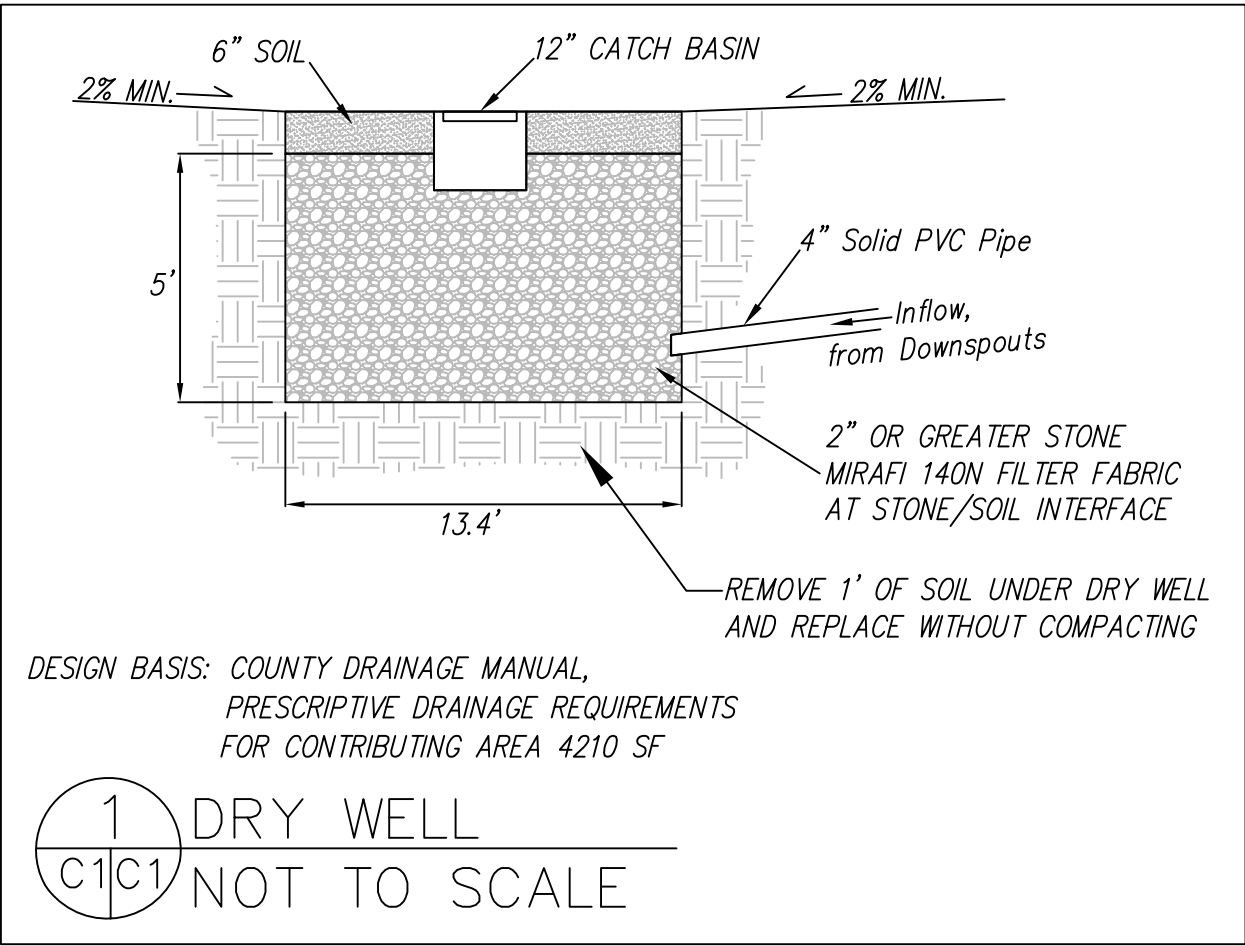 6” SOIL
12” CATCH BASIN
2% MIN.
2% MIN.
4” Solid PVC Pipe
5’
Inflow,
from Downspouts
2” OR GREATER STONE
MIRAFI 140N FILTER FABRIC
AT STONE/SOIL INTERFACE
13.4’
REMOVE 1’ OF SOIL UNDER DRY WELL
AND REPLACE WITHOUT COMPACTING
DESIGN BASIS: COUNTY DRAINAGE MANUAL,
PRESCRIPTIVE DRAINAGE REQUIREMENTS
FOR CONTRIBUTING AREA 4210 SF
1 DRY WELL
C1 C1 NOT TO SCALE